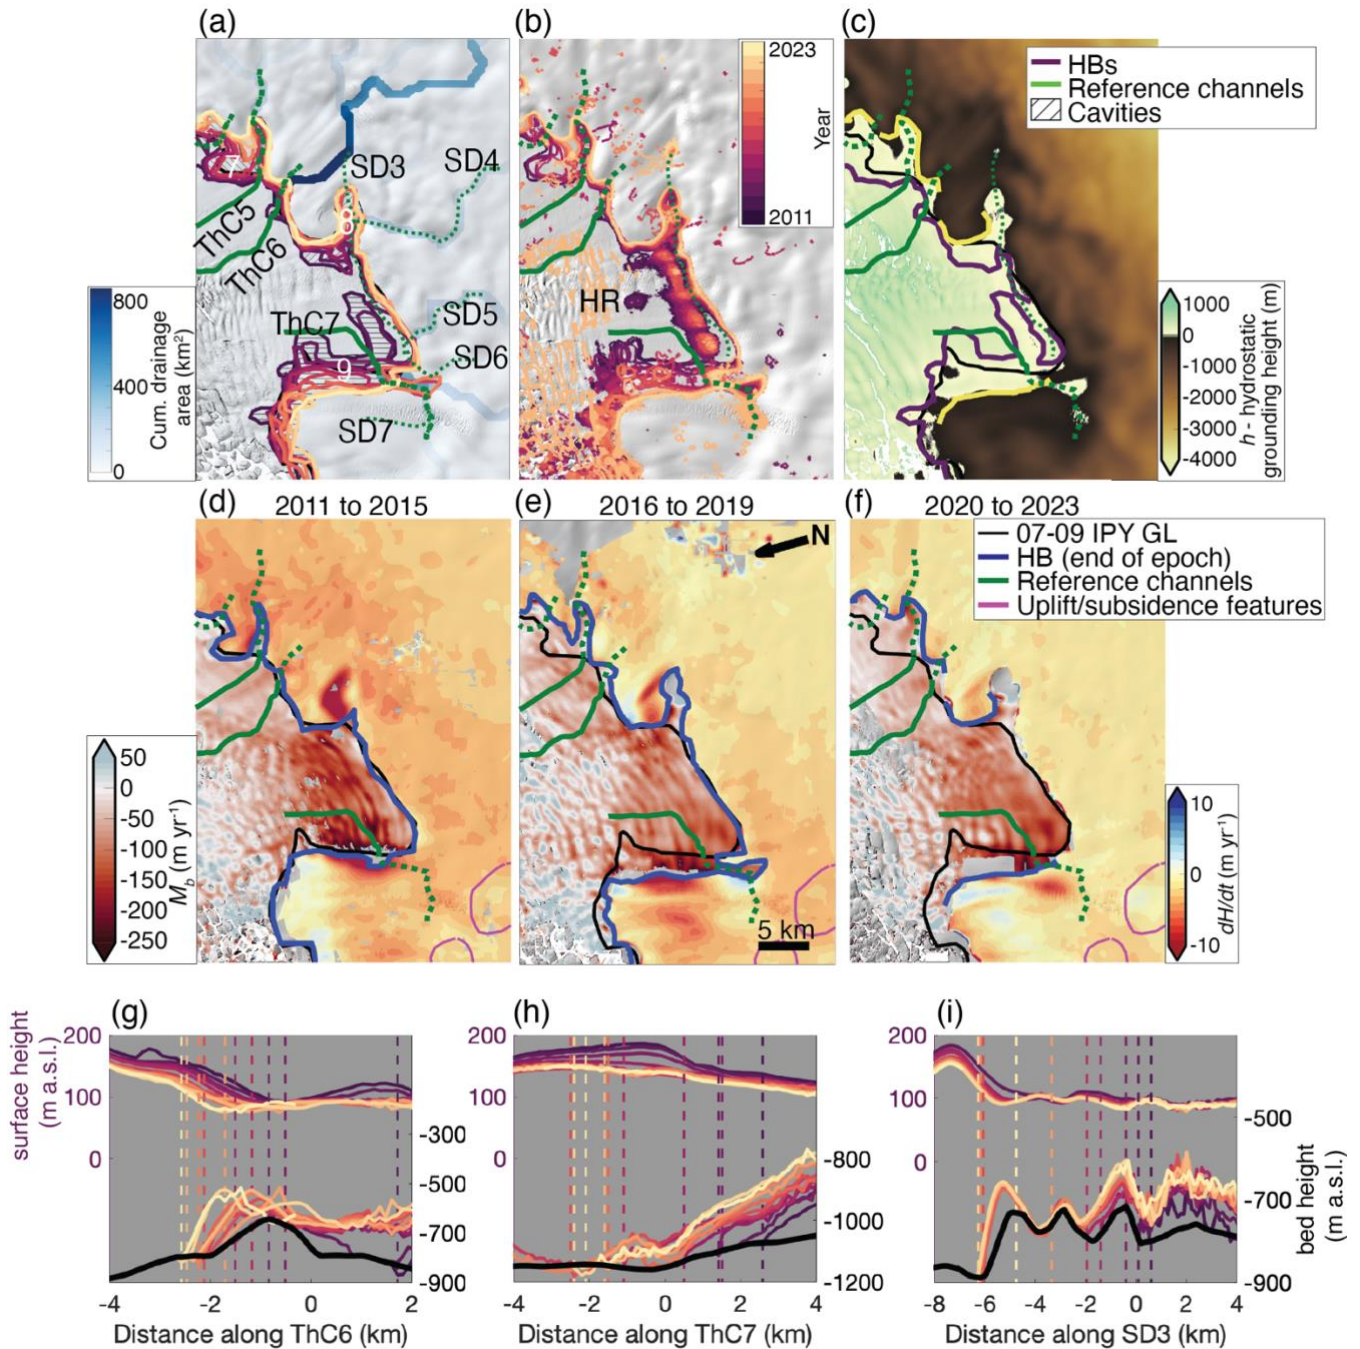 (a)
(b)
(c)
2023
Year
2011
HBs
Reference channels
Cavities
7
SD3
SD4
8
ThC5
ThC6
HR
ThC7
SD5
SD6
9
SD7
800
400
0
Cum. drainage
area (km²)
1000
0
-1000
-2000
-3000
-4000
h - hydrostatic
grounding height (m)
(d)
2011 to 2015
(e)
2016 to 2019
(f)
2020 to 2023
N
07-09 IPY GL
HB (end of epoch)
Reference channels
Uplift/subsidence features
50
0
-50
-100
-150
-200
-250
M_b (m yr⁻¹)
5 km
10
0
-10
dH/dt (m yr⁻¹)
(g)
(h)
(i)
200
100
0
surface height
(m a.s.l.)
-300
-500
-700
-900
200
100
0
-800
-1000
-1200
200
100
0
-500
-700
-900
bed height
(m a.s.l.)
-4 -2 0 2
-4 -2 0 2 4
-8 -6 -4 -2 0 2 4
Distance along ThC6 (km)
Distance along ThC7 (km)
Distance along SD3 (km)